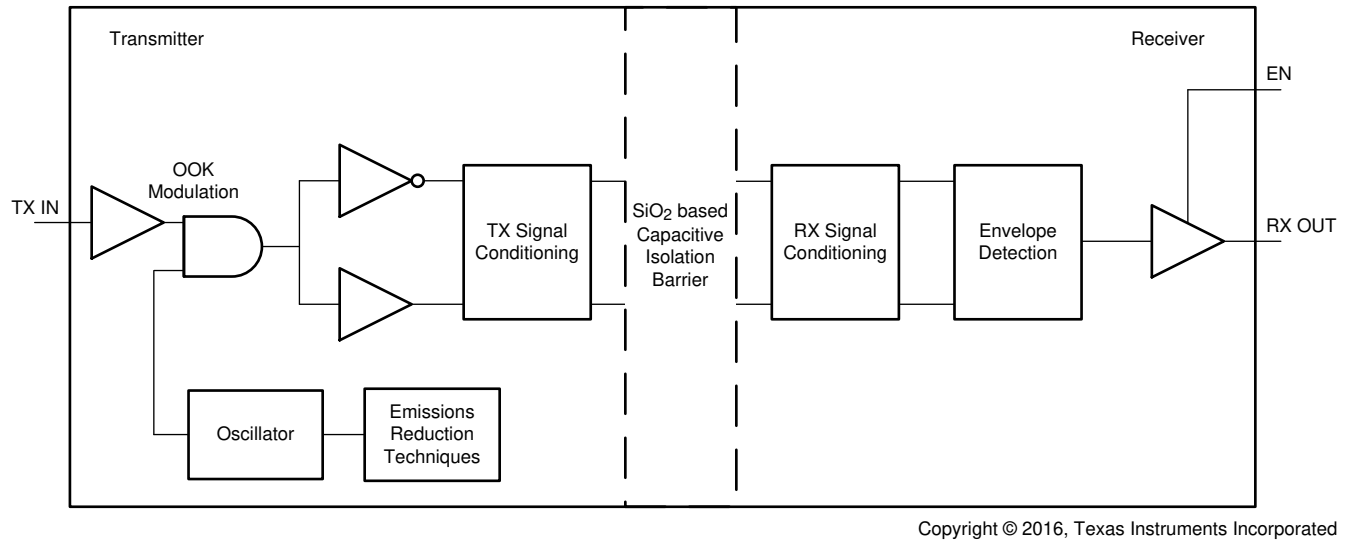 Transmitter
Receiver
EN
OOK
Modulation
TX IN
TX Signal
Conditioning
SiO2 based
Capacitive
Isolation
Barrier
RX Signal
Conditioning
Envelope
Detection
RX OUT
Oscillator
Emissions
Reduction
Techniques
Copyright © 2016, Texas Instruments Incorporated